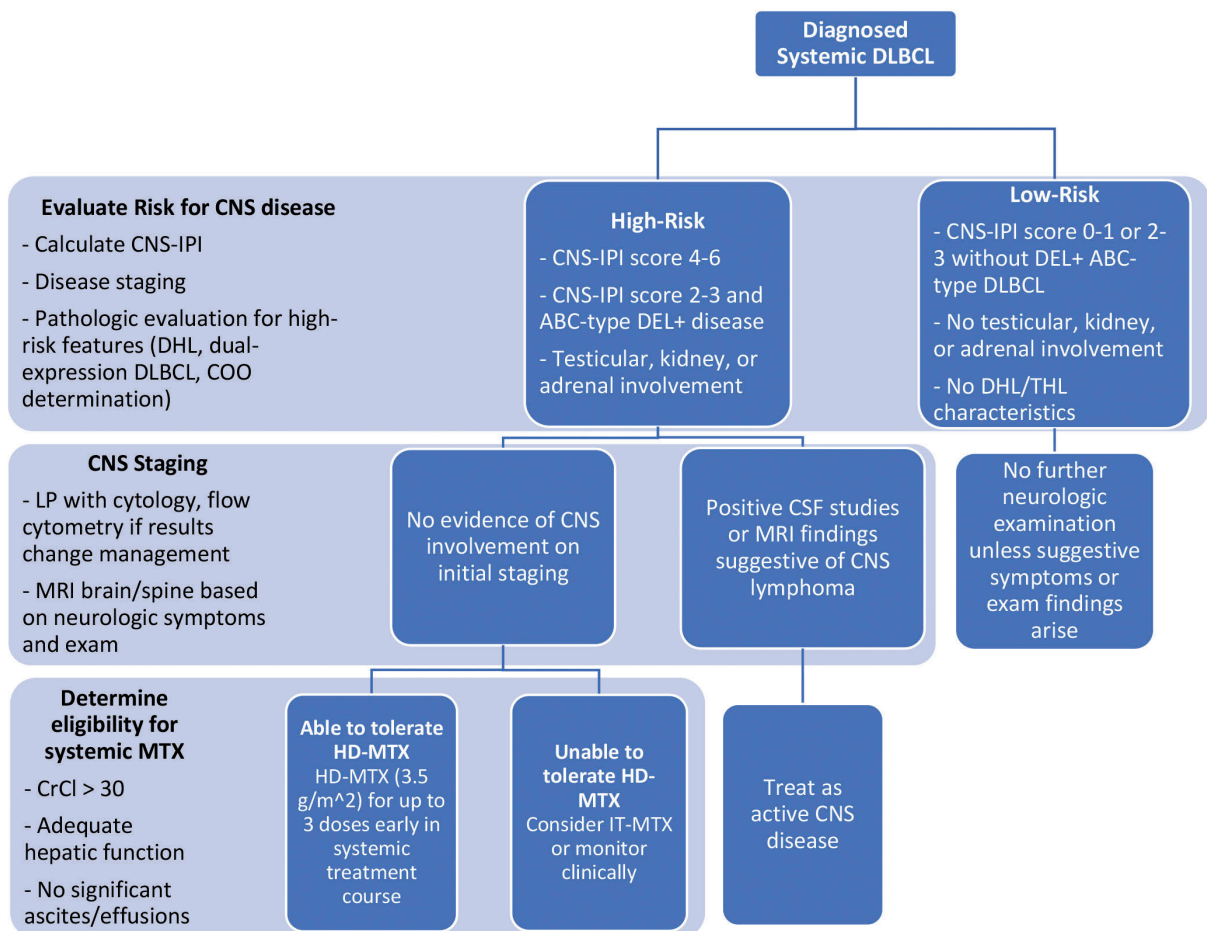 Diagnosed
Systemic DLBCL
Evaluate Risk for CNS disease
- Calculate CNS-IPI
- Disease staging
- Pathologic evaluation for high-
risk features (DHL, dual-
expression DLBCL, COO
determination)
High-Risk
- CNS-IPI score 4-6
- CNS-IPI score 2-3 and
ABC-type DEL+ disease
- Testicular, kidney, or
adrenal involvement
Low-Risk
- CNS-IPI score 0-1 or 2-
3 without DEL+ ABC-
type DLBCL
- No testicular, kidney,
or adrenal involvement
- No DHL/THL
characteristics
CNS Staging
- LP with cytology, flow
cytometry if results
change management
- MRI brain/spine based
on neurologic symptoms
and exam
No evidence of CNS
involvement on
initial staging
Positive CSF studies
or MRI findings
suggestive of CNS
lymphoma
No further
neurologic
examination
unless suggestive
symptoms or
exam findings
arise
Determine
eligibility for
systemic MTX
- CrCl > 30
- Adequate
hepatic function
- No significant
ascites/effusions
Able to tolerate
HD-MTX
HD-MTX (3.5
g/m^2) for up to
3 doses early in
systemic
treatment
course
Unable to
tolerate HD-
MTX
Consider IT-MTX
or monitor
clinically
Treat as
active CNS
disease